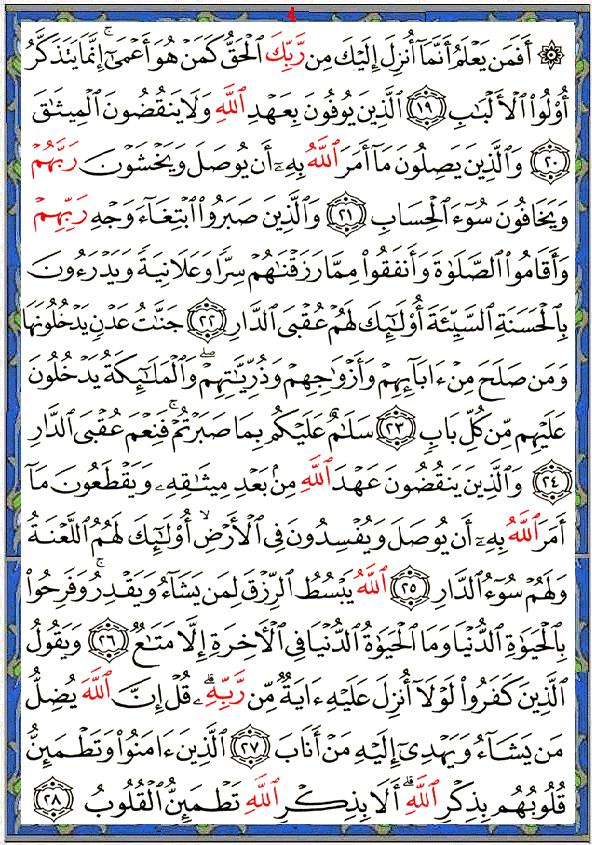 4
۞ أَفَمَن يَعْلَمُ أَنَّمَآ أُنزِلَ إِلَيْكَ مِن رَّبِّكَ ٱلْحَقُّ كَمَنْ هُوَ أَعْمَىٰٓ ۚ إِنَّمَا يَتَذَكَّرُ
أُو۟لُوا۟ ٱلْأَلْبَٰبِ ١٩ ٱلَّذِينَ يُوفُونَ بِعَهْدِ ٱللَّهِ وَلَا يَنقُضُونَ ٱلْمِيثَٰقَ
٢٠ وَٱلَّذِينَ يَصِلُونَ مَآ أَمَرَ ٱللَّهُ بِهِۦٓ أَن يُوصَلَ وَيَخْشَوْنَ رَبَّهُمْ
وَيَخَافُونَ سُوٓءَ ٱلْحِسَابِ ٢١ وَٱلَّذِينَ صَبَرُوا۟ ٱبْتِغَآءَ وَجْهِ رَبِّهِمْ
وَأَقَامُوا۟ ٱلصَّلَوٰةَ وَأَنفَقُوا۟ مِمَّا رَزَقْنَٰهُمْ سِرًّا وَعَلَانِيَةً وَيَدْرَءُونَ
بِٱلْحَسَنَةِ ٱلسَّيِّئَةَ أُو۟لَٰٓئِكَ لَهُمْ عُقْبَى ٱلدَّارِ ٢٢ جَنَّٰتُ عَدْنٍ يَدْخُلُونَهَا
وَمَن صَلَحَ مِنْ ءَابَآئِهِمْ وَأَزْوَٰجِهِمْ وَذُرِّيَّٰتِهِمْ ۖ وَٱلْمَلَٰٓئِكَةُ يَدْخُلُونَ
عَلَيْهِم مِّن كُلِّ بَابٍ ٢٣ سَلَٰمٌ عَلَيْكُم بِمَا صَبَرْتُمْ ۚ فَنِعْمَ عُقْبَى ٱلدَّارِ
٢٤ وَٱلَّذِينَ يَنقُضُونَ عَهْدَ ٱللَّهِ مِنۢ بَعْدِ مِيثَٰقِهِۦ وَيَقْطَعُونَ مَآ
أَمَرَ ٱللَّهُ بِهِۦٓ أَن يُوصَلَ وَيُفْسِدُونَ فِى ٱلْأَرْضِ ۙ أُو۟لَٰٓئِكَ لَهُمُ ٱللَّعْنَةُ
وَلَهُمْ سُوٓءُ ٱلدَّارِ ٢٥ ٱللَّهُ يَبْسُطُ ٱلرِّزْقَ لِمَن يَشَآءُ وَيَقْدِرُ ۚ وَفَرِحُوا۟
بِٱلْحَيَوٰةِ ٱلدُّنْيَا وَمَا ٱلْحَيَوٰةُ ٱلدُّنْيَا فِى ٱلْءَاخِرَةِ إِلَّا مَتَٰعٌ ٢٦ وَيَقُولُ
ٱلَّذِينَ كَفَرُوا۟ لَوْلَآ أُنزِلَ عَلَيْهِ ءَايَةٌ مِّن رَّبِّهِۦ ۗ قُلْ إِنَّ ٱللَّهَ يُضِلُّ
مَن يَشَآءُ وَيَهْدِىٓ إِلَيْهِ مَنْ أَنَابَ ٢٧ ٱلَّذِينَ ءَامَنُوا۟ وَتَطْمَئِنُّ
قُلُوبُهُم بِذِكْرِ ٱللَّهِ ۗ أَلَا بِذِكْرِ ٱللَّهِ تَطْمَئِنُّ ٱلْقُلُوبُ ٢٨